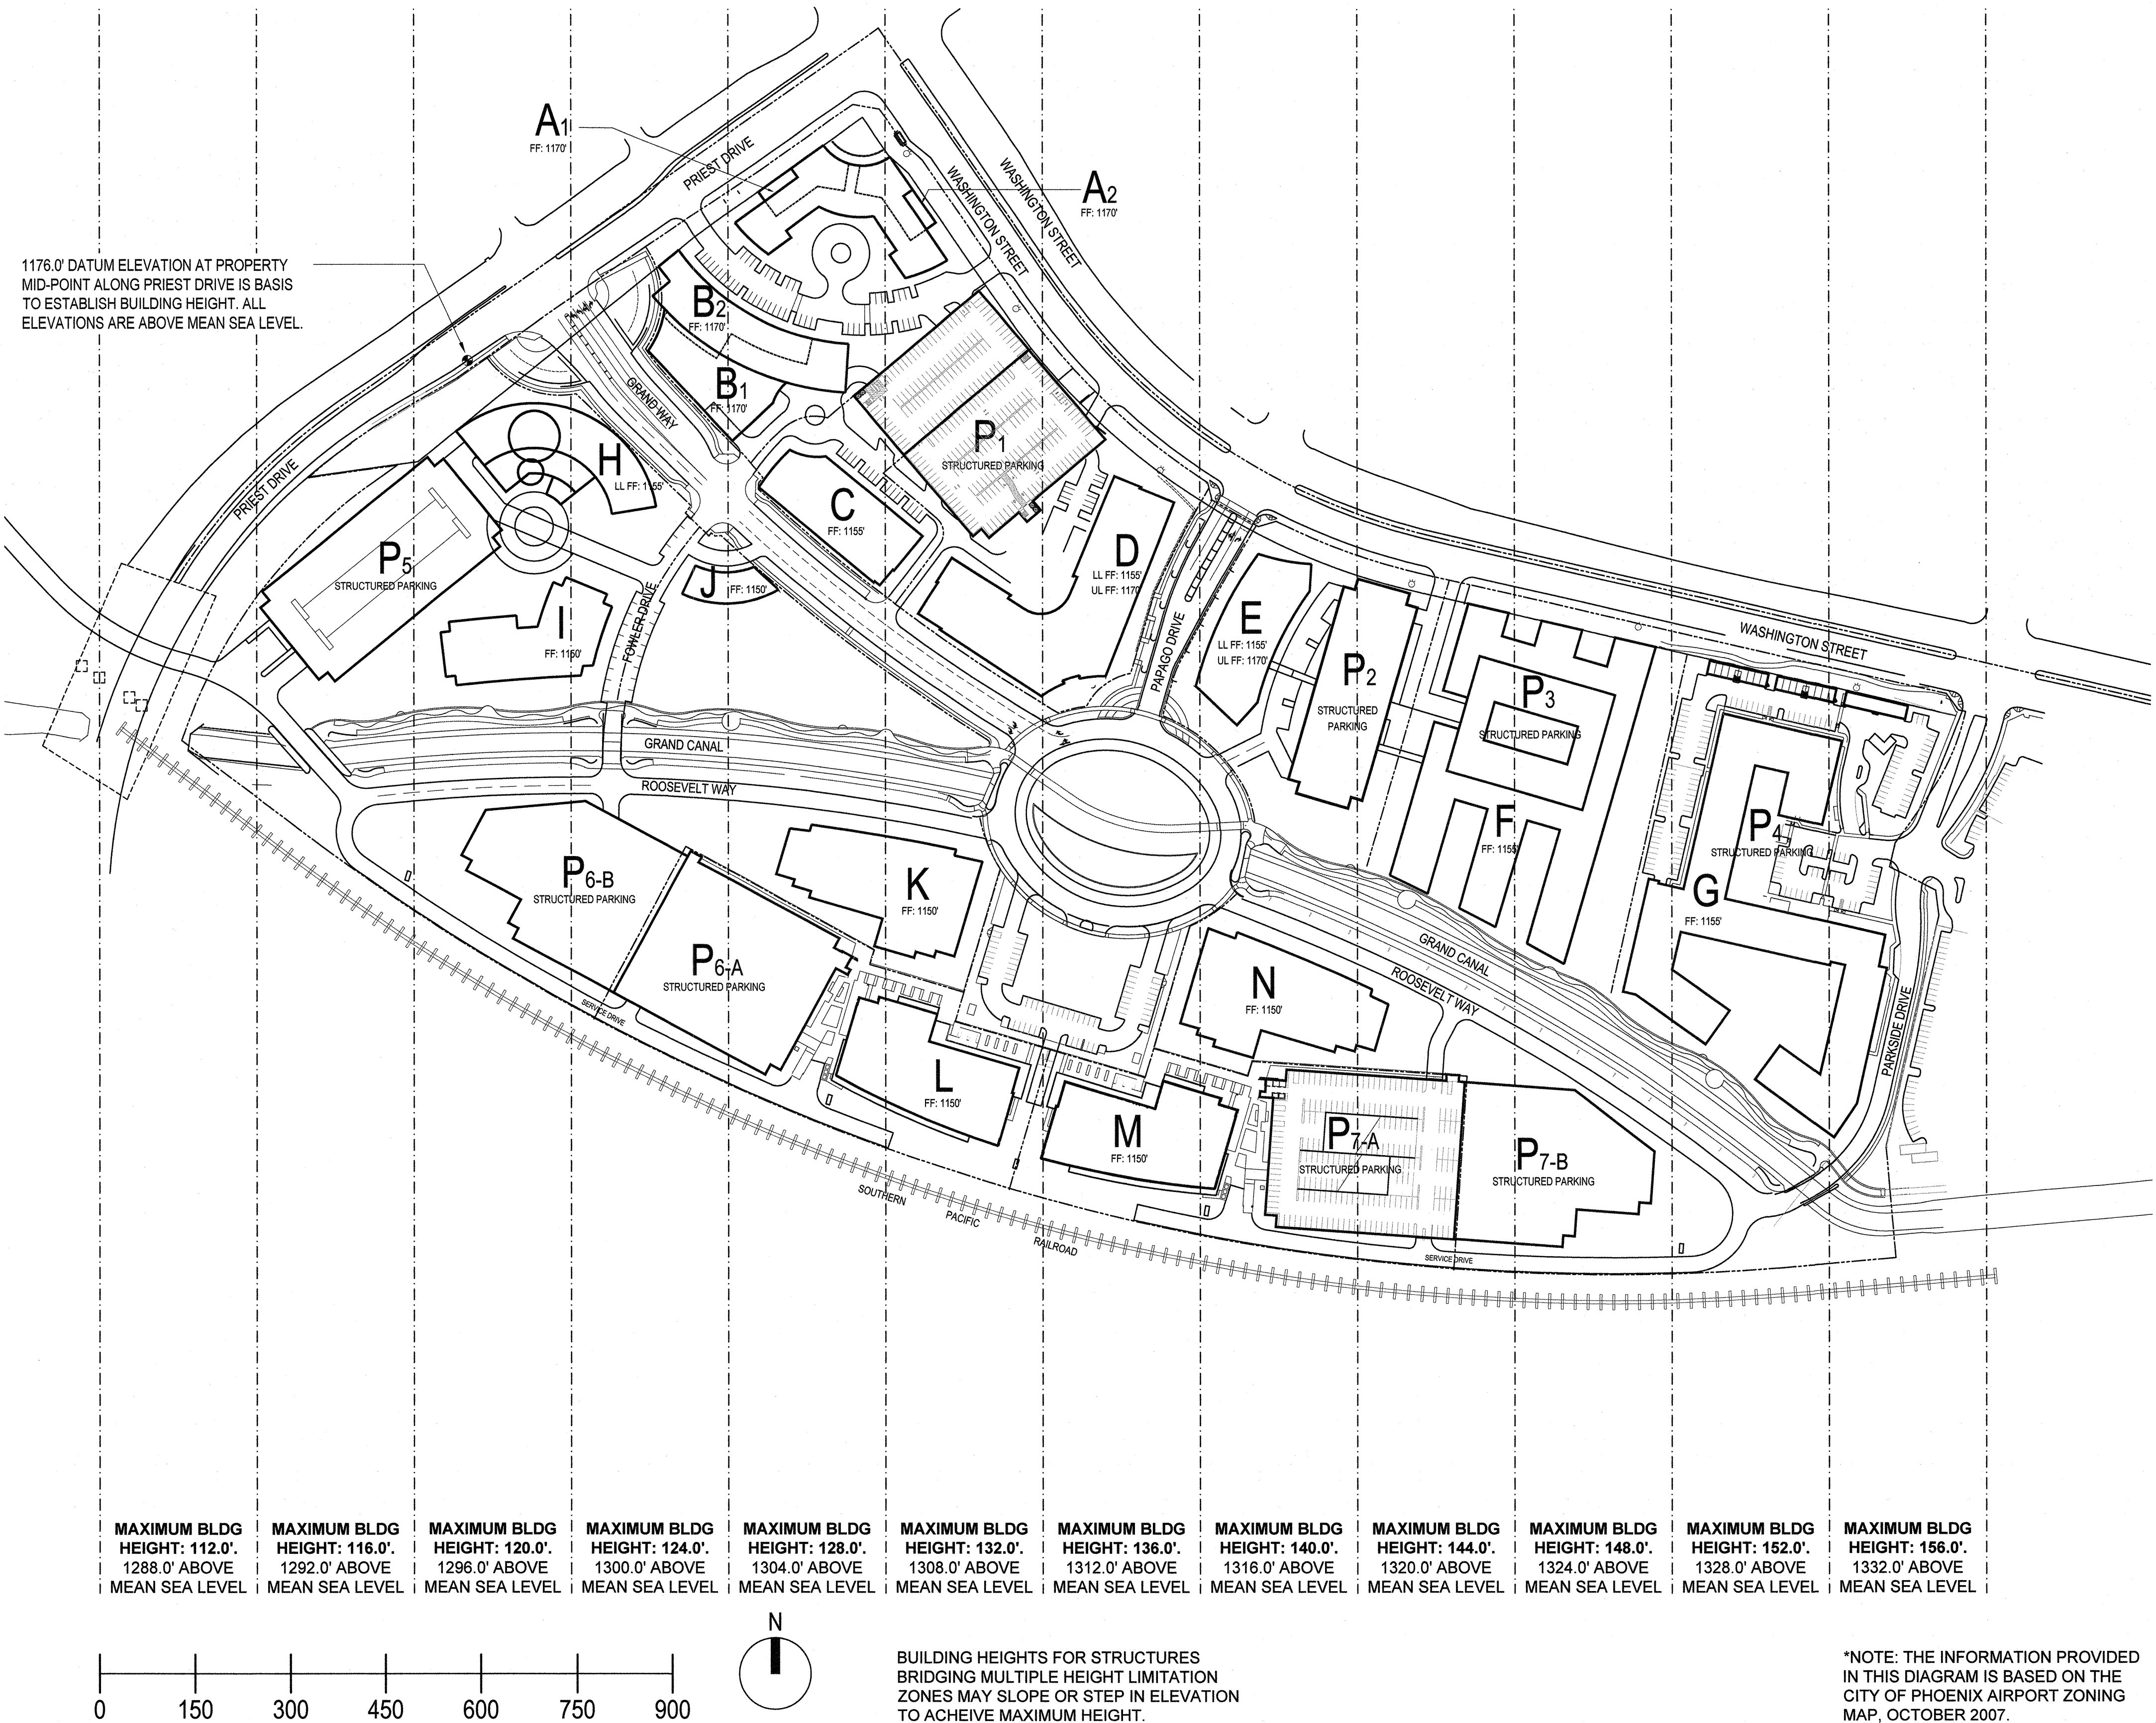 A1
FF: 1170'
PRIEST DRIVE
A2
FF: 1170'
WASHINGTON STREET
WASHINGTON STREET
1176.0' DATUM ELEVATION AT PROPERTY
MID-POINT ALONG PRIEST DRIVE IS BASIS
TO ESTABLISH BUILDING HEIGHT. ALL
ELEVATIONS ARE ABOVE MEAN SEA LEVEL.
B2
FF: 1170'
B1
FF: 1170'
GRAND WAY
P1
STRUCTURED PARKING
H
LL FF: 1155'
PRIEST DRIVE
C
FF: 1155'
P5
STRUCTURED PARKING
D
LL FF: 1155'
UL FF: 1170'
J
FF: 1150'
I
FF: 1150'
FOWLER DRIVE
E
LL FF: 1155'
UL FF: 1170'
PAPAGO DRIVE
P2
STRUCTURED
PARKING
P3
STRUCTURED PARKING
WASHINGTON STREET
GRAND CANAL
ROOSEVELT WAY
F
FF: 1155'
P4
STRUCTURED PARKING
G
FF: 1155'
P6-B
STRUCTURED PARKING
K
FF: 1150'
P6-A
STRUCTURED PARKING
SERVICE DRIVE
GRAND CANAL
ROOSEVELT WAY
N
FF: 1150'
PARKSIDE DRIVE
L
FF: 1150'
M
FF: 1150'
P7-A
STRUCTURED PARKING
P7-B
STRUCTURED PARKING
SOUTHERN
PACIFIC
RAILROAD
SERVICE DRIVE
MAXIMUM BLDG
HEIGHT: 112.0'.
1288.0' ABOVE
MEAN SEA LEVEL
MAXIMUM BLDG
HEIGHT: 116.0'.
1292.0' ABOVE
MEAN SEA LEVEL
MAXIMUM BLDG
HEIGHT: 120.0'.
1296.0' ABOVE
MEAN SEA LEVEL
MAXIMUM BLDG
HEIGHT: 124.0'.
1300.0' ABOVE
MEAN SEA LEVEL
MAXIMUM BLDG
HEIGHT: 128.0'.
1304.0' ABOVE
MEAN SEA LEVEL
MAXIMUM BLDG
HEIGHT: 132.0'.
1308.0' ABOVE
MEAN SEA LEVEL
MAXIMUM BLDG
HEIGHT: 136.0'.
1312.0' ABOVE
MEAN SEA LEVEL
MAXIMUM BLDG
HEIGHT: 140.0'.
1316.0' ABOVE
MEAN SEA LEVEL
MAXIMUM BLDG
HEIGHT: 144.0'.
1320.0' ABOVE
MEAN SEA LEVEL
MAXIMUM BLDG
HEIGHT: 148.0'.
1324.0' ABOVE
MEAN SEA LEVEL
MAXIMUM BLDG
HEIGHT: 152.0'.
1328.0' ABOVE
MEAN SEA LEVEL
MAXIMUM BLDG
HEIGHT: 156.0'.
1332.0' ABOVE
MEAN SEA LEVEL
0 150 300 450 600 750 900
N
BUILDING HEIGHTS FOR STRUCTURES
BRIDGING MULTIPLE HEIGHT LIMITATION
ZONES MAY SLOPE OR STEP IN ELEVATION
TO ACHEIVE MAXIMUM HEIGHT.
*NOTE: THE INFORMATION PROVIDED
IN THIS DIAGRAM IS BASED ON THE
CITY OF PHOENIX AIRPORT ZONING
MAP, OCTOBER 2007.